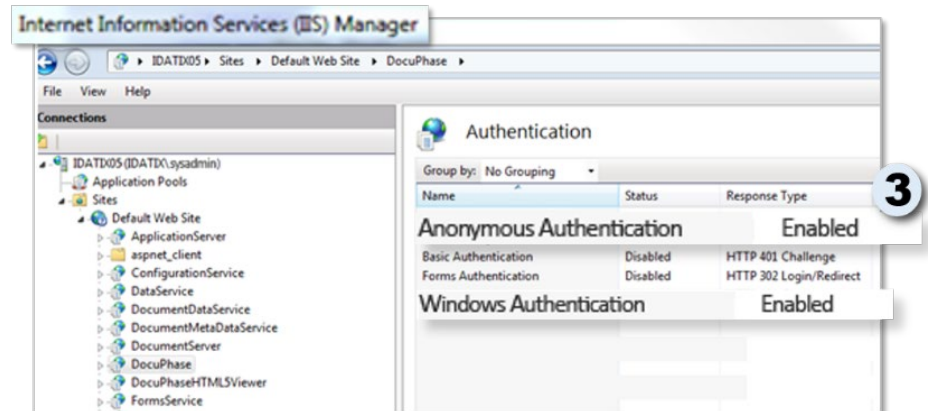 Internet Information Services (IIS) Manager
IDATIX05 Sites Default Web Site DocuPhase
File View Help
Connections
Authentication
IDATIX05 (IDATIX\sysadmin)
Application Pools
Sites
Default Web Site
ApplicationServer
aspnet_client
ConfigurationService
DataService
DocumentDataService
DocumentMetaDataService
DocumentServer
DocuPhase
DocuPhaseHTML5Viewer
FormsService
Group by: No Grouping
3
Name Status Response Type
Anonymous Authentication Enabled
Basic Authentication Disabled HTTP 401 Challenge
Forms Authentication Disabled HTTP 302 Login/Redirect
Windows Authentication Enabled